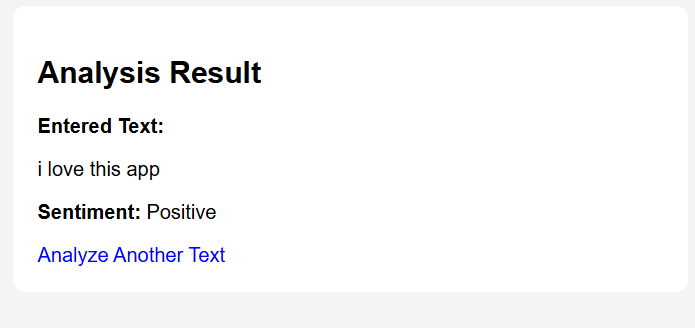 Analysis Result
Entered Text:
i love this app
Sentiment: Positive
Analyze Another Text